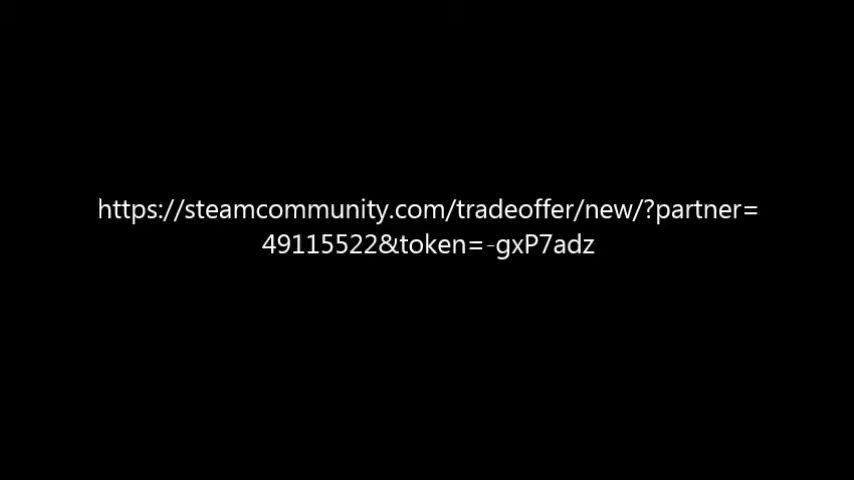 https://steamcommunity.com/tradeoffer/new/?partner=
49115522&token=-gxP7adz